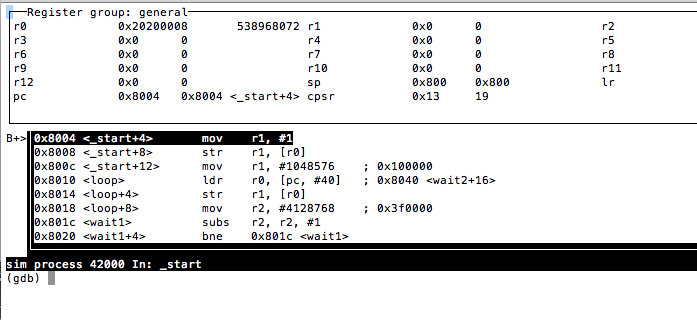 Register group: general
r0 0x20200008 538968072 r1 0x0 0 r2
r3 0x0 0 r4 0x0 0 r5
r6 0x0 0 r7 0x0 0 r8
r9 0x0 0 r10 0x0 0 r11
r12 0x0 0 sp 0x800 0x800 lr
pc 0x8004 0x8004 <_start+4> cpsr 0x13 19
B+> 0x8004 <_start+4> mov r1, #1
0x8008 <_start+8> str r1, [r0]
0x800c <_start+12> mov r1, #1048576 ; 0x100000
0x8010 <loop> ldr r0, [pc, #40] ; 0x8040 <wait2+16>
0x8014 <loop+4> str r1, [r0]
0x8018 <loop+8> mov r2, #4128768 ; 0x3f0000
0x801c <wait1> subs r2, r2, #1
0x8020 <wait1+4> bne 0x801c <wait1>
sim process 42000 In: _start
(gdb)